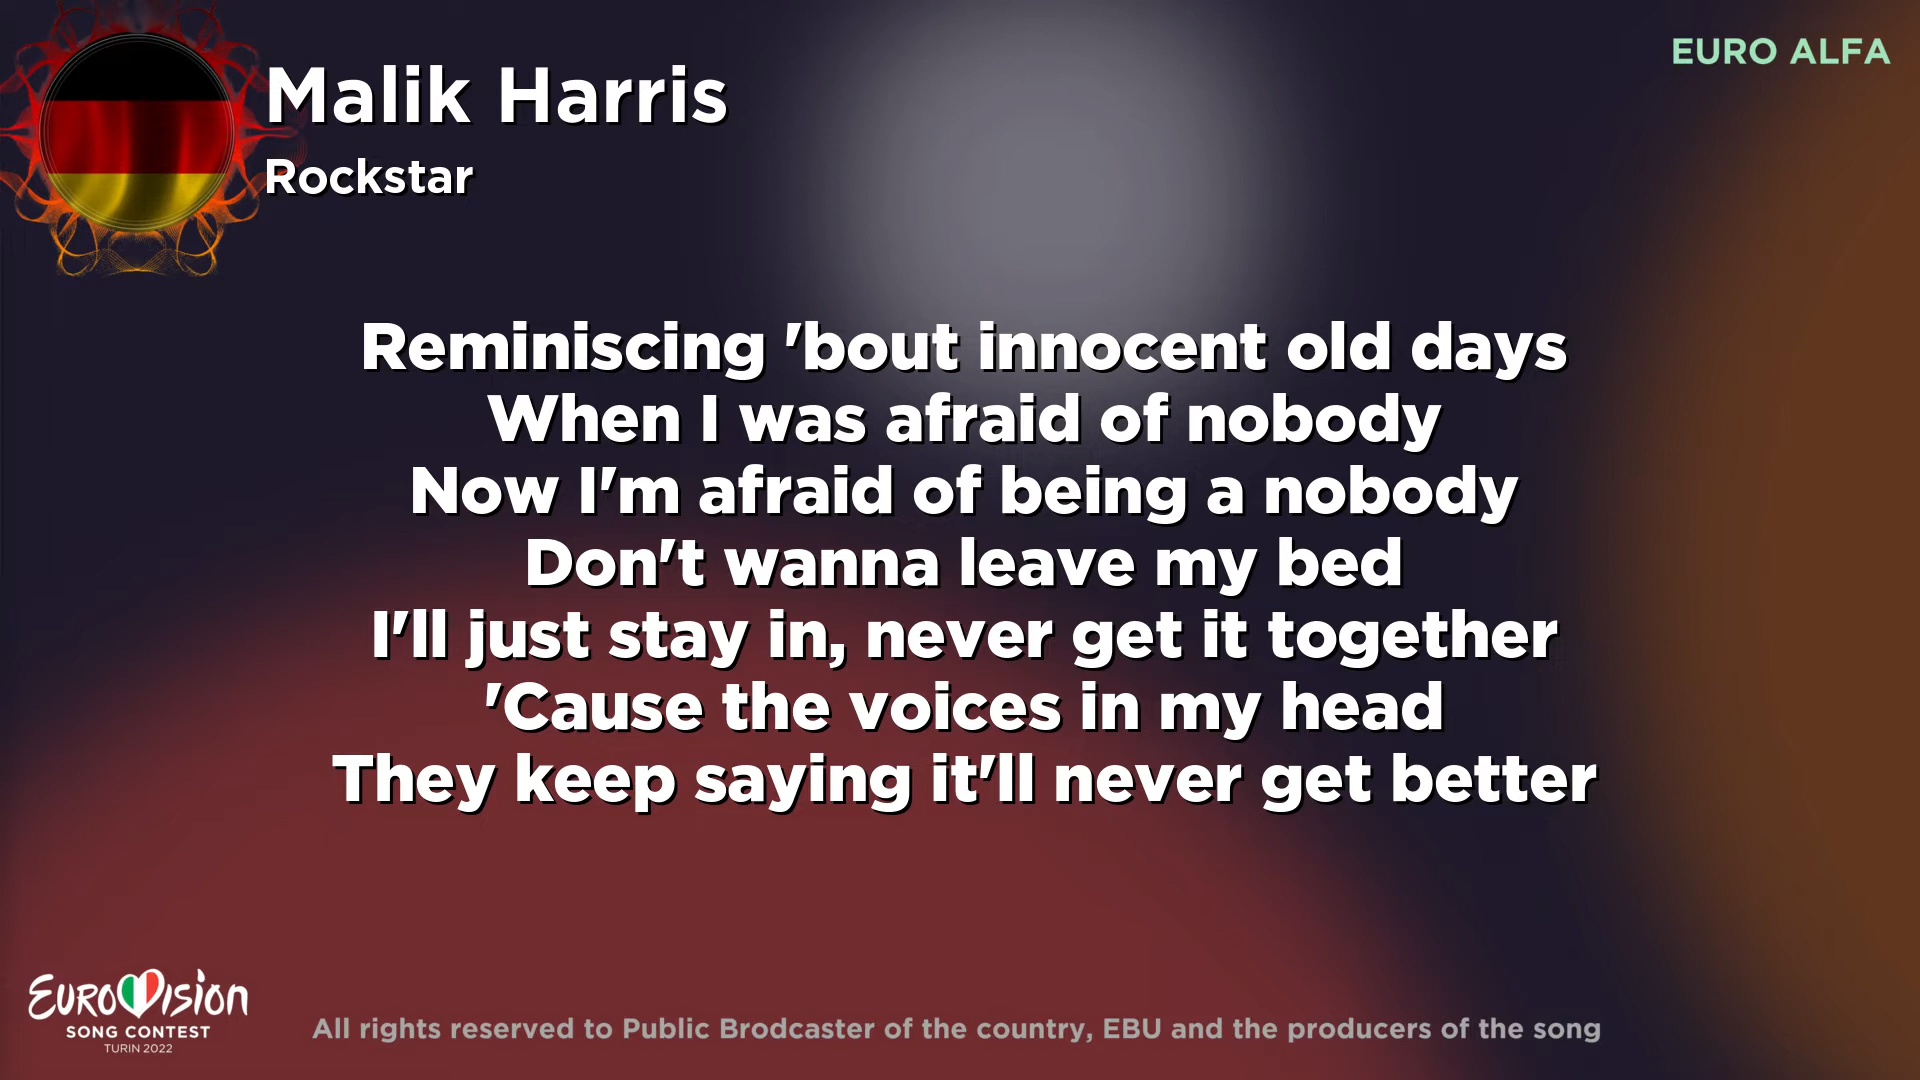 EURO ALFA
Malik Harris
Rockstar
Reminiscing 'bout innocent old days
When I was afraid of nobody
Now I'm afraid of being a nobody
Don't wanna leave my bed
I'll just stay in, never get it together
'Cause the voices in my head
They keep saying it'll never get better
EUROVISION
SONG CONTEST
TURIN 2022
All rights reserved to Public Brodcaster of the country, EBU and the producers of the song